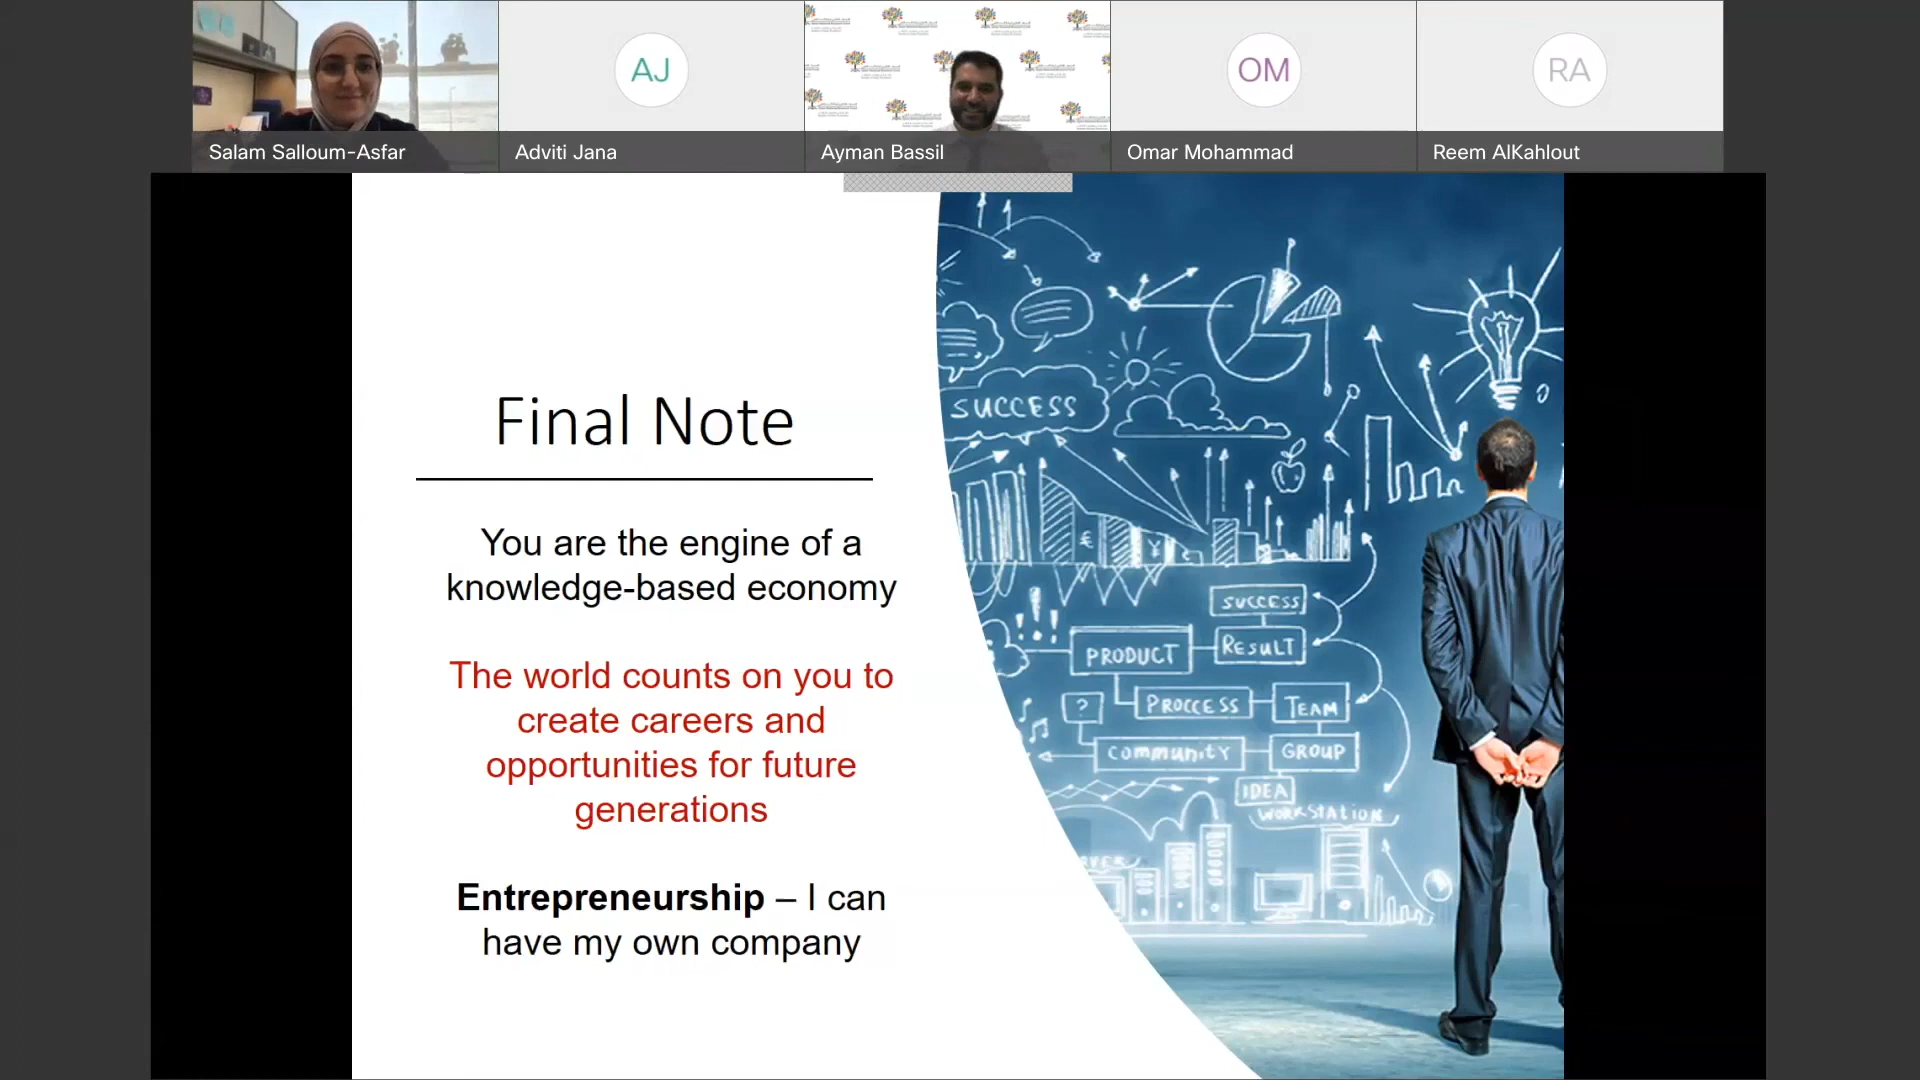 AJ
OM
RA
Salam Salloum-Asfar
Adviti Jana
Ayman Bassil
Omar Mohammad
Reem AlKahlout
Final Note
You are the engine of a
knowledge-based economy
The world counts on you to
create careers and
opportunities for future
generations
Entrepreneurship – I can
have my own company
SUCCESS
€
¥
SUCCESS
RESULT
PRODUCT
?
PROCCESS
TEAM
COMMUNITY
GROUP
IDEA
WORKSTATION